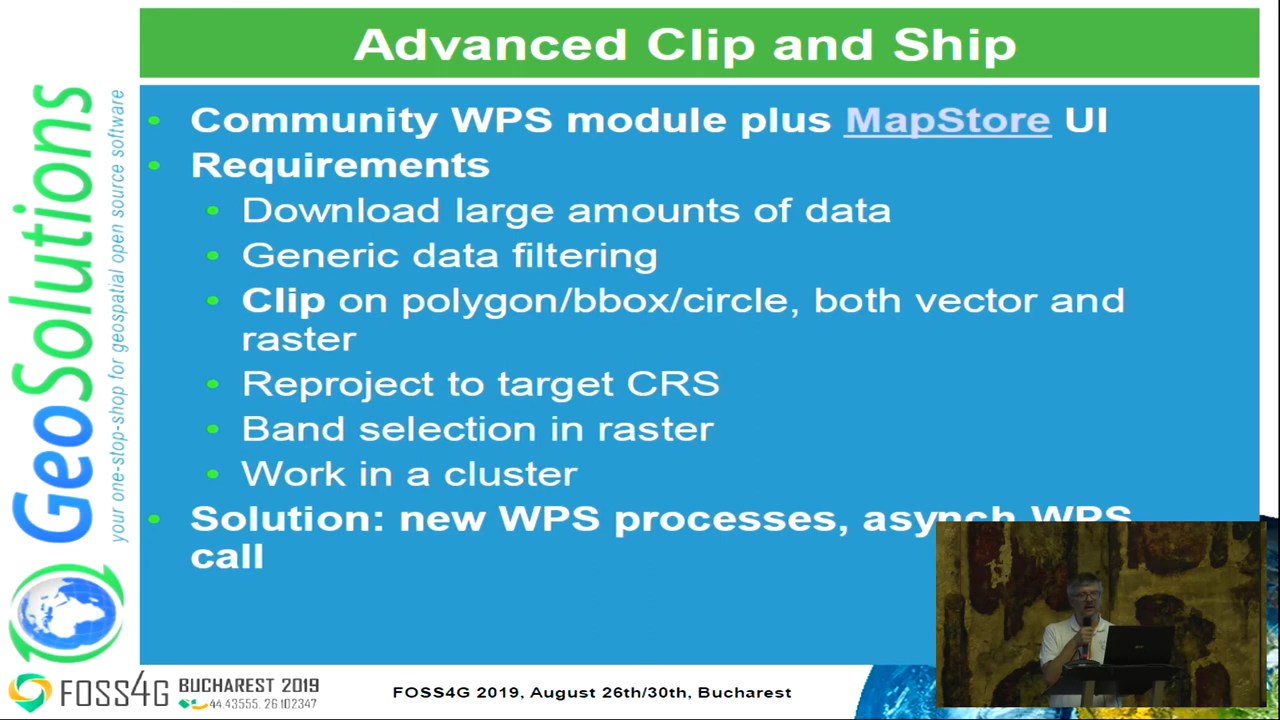 Advanced Clip and Ship
GeoSolutions
your one-stop-shop for geospatial open source software
Community WPS module plus MapStore UI
Requirements
Download large amounts of data
Generic data filtering
Clip on polygon/bbox/circle, both vector and
raster
Reproject to target CRS
Band selection in raster
Work in a cluster
Solution: new WPS processes, asynch WPS
call
FOSS4G BUCHAREST 2019
44.43555, 26.102347
FOSS4G 2019, August 26th/30th, Bucharest